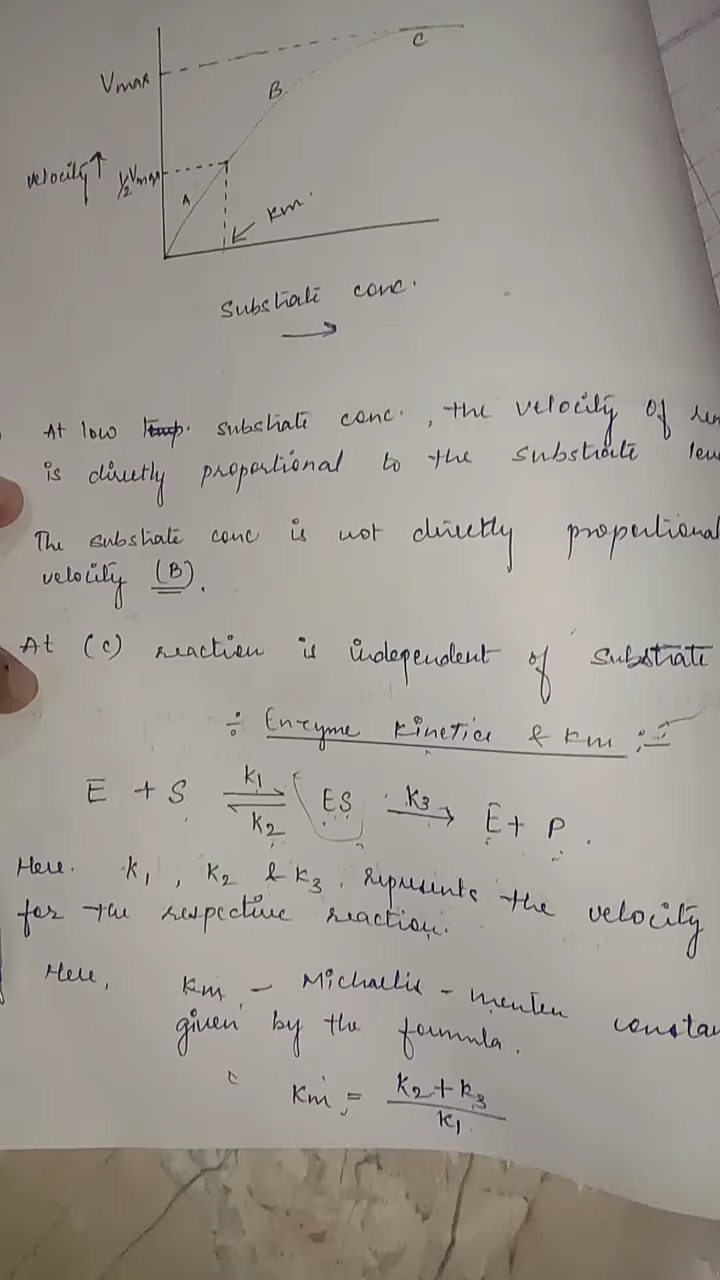 C
Vmax
B
velocity↑ ½Vmax
A
km.
Substrate conc.
→
At low temp. substrate conc., the velocity of
is directly proportional to the substrate
The substrate conc is not directly proportional
velocity (B).
At (c) reaction is independent of substrate
÷ Enzyme kinetics & km ;=
E + S k1 ⇌ k2 ES k3 → E + P.
Here. k1, k2 & k3. represents the velocity
for the respective reaction.
Here, km - Michaelis - menten
given by the formula.
km = k2+k3 / k1